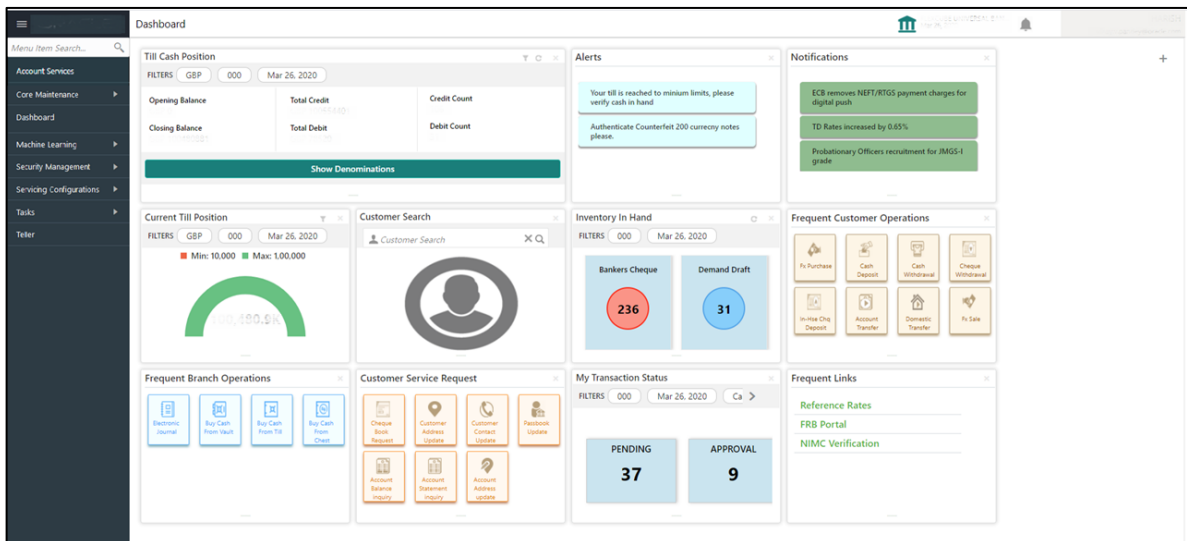 Dashboard
Menu Item Search...
Account Services
Core Maintenance
Dashboard
Machine Learning
Security Management
Servicing Configurations
Tasks
Teller
Till Cash Position
FILTERS GBP 000 Mar 26, 2020
Opening Balance Total Credit Credit Count
Closing Balance Total Debit Debit Count
Show Denominations
Alerts
Your till is reached to minium limits, please
verify cash in hand
Authenticate Counterfeit 200 currecny notes
please.
Notifications
ECB removes NEFT/RTGS payment charges for
digital push
TD Rates increased by 0.65%
Probationary Officers recruitment for JMGS-I
grade
Current Till Position
FILTERS GBP 000 Mar 26, 2020
Min: 10,000 Max: 1,00,000
Customer Search
Customer Search
Inventory In Hand
FILTERS 000 Mar 26, 2020
Bankers Cheque Demand Draft
236 31
Frequent Customer Operations
Fx Purchase
Cash
Deposit
Cash
Withdrawal
Cheque
Withdrawal
In-Hse Chq
Deposit
Account
Transfer
Domestic
Transfer
Fx Sale
Frequent Branch Operations
Electronic
Journal
Buy Cash
From Vault
Buy Cash
From Till
Buy Cash
From
Chest
Customer Service Request
Cheque
Book
Request
Customer
Address
Update
Customer
Contact
Update
Passbook
Update
Account
Balance
Inquiry
Account
Statement
Inquiry
Account
Address
update
My Transaction Status
FILTERS 000 Mar 26, 2020 Ca
PENDING APPROVAL
37 9
Frequent Links
Reference Rates
FRB Portal
NIMC Verification